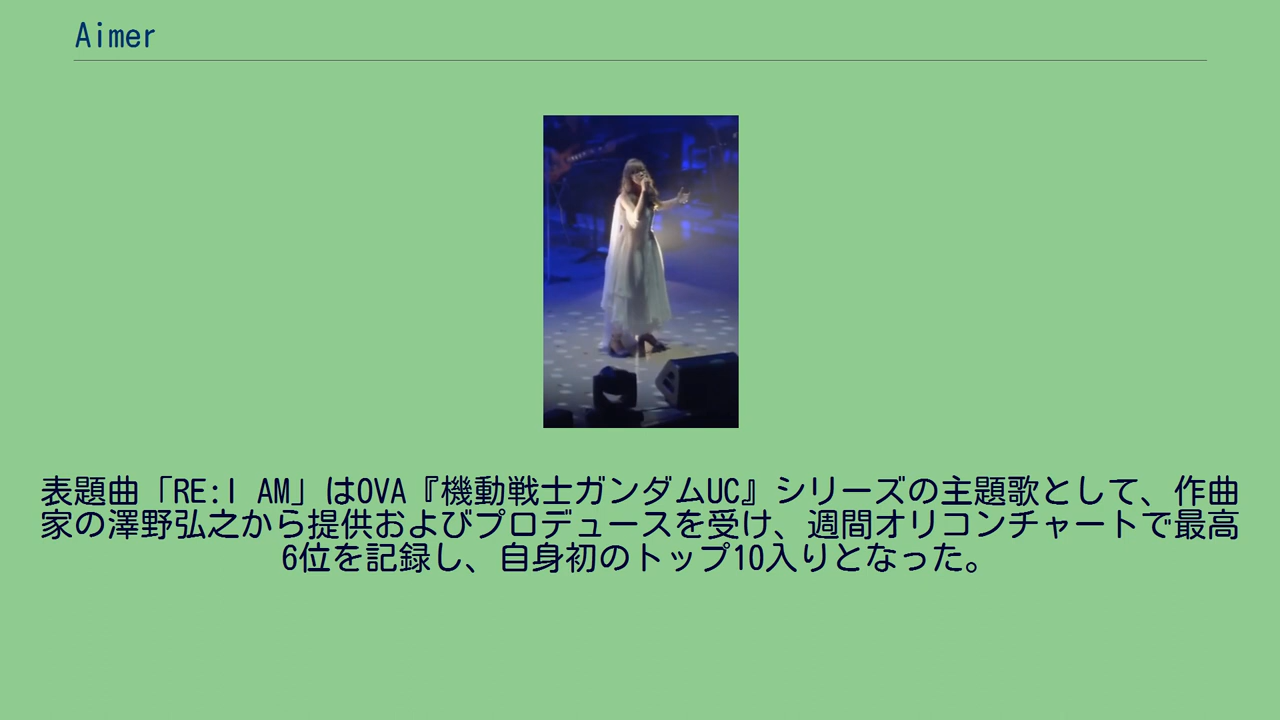 Aimer
表題曲「RE:I AM」はOVA『機動戦士ガンダムUC』シリーズの主題歌として、作曲
家の澤野弘之から提供およびプロデュースを受け、週間オリコンチャートで最高
6位を記録し、自身初のトップ10入りとなった。